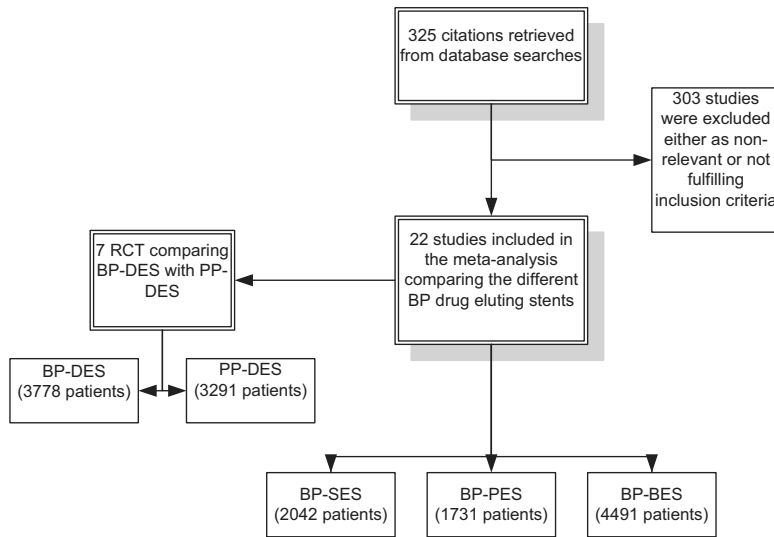 325 citations retrieved
from database searches
303 studies
were excluded
either as non-
relevant or not
fulfilling
inclusion criteria
22 studies included in
the meta-analysis
comparing the different
BP drug eluting stents
7 RCT comparing
BP-DES with PP-
DES
BP-DES
(3778 patients)
PP-DES
(3291 patients)
BP-SES
(2042 patients)
BP-PES
(1731 patients)
BP-BES
(4491 patients)